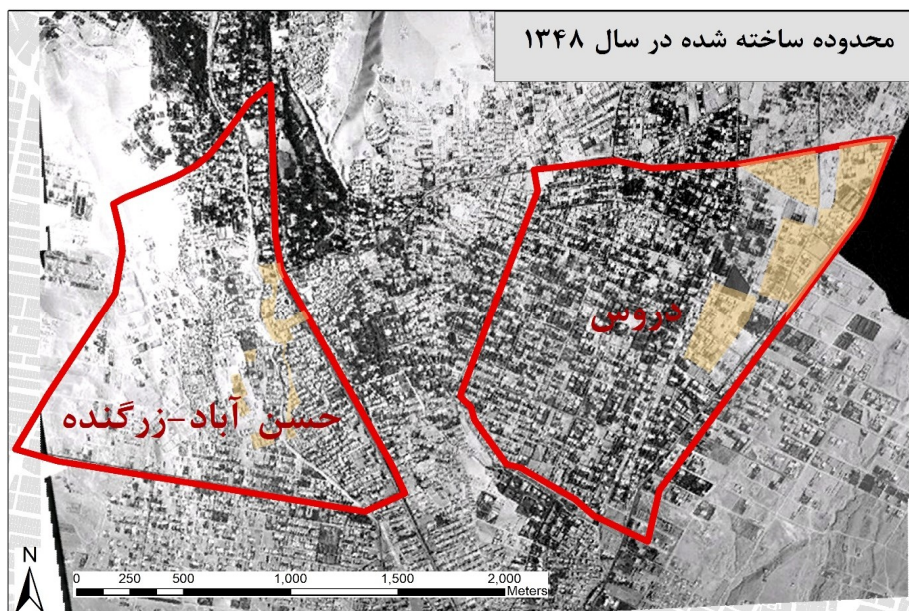 محدوده ساخته شده در سال ۱۳۴۸
دروس
حسن آباد-زرگنده
N
0 250 500 1,000 1,500 2,000
Meters